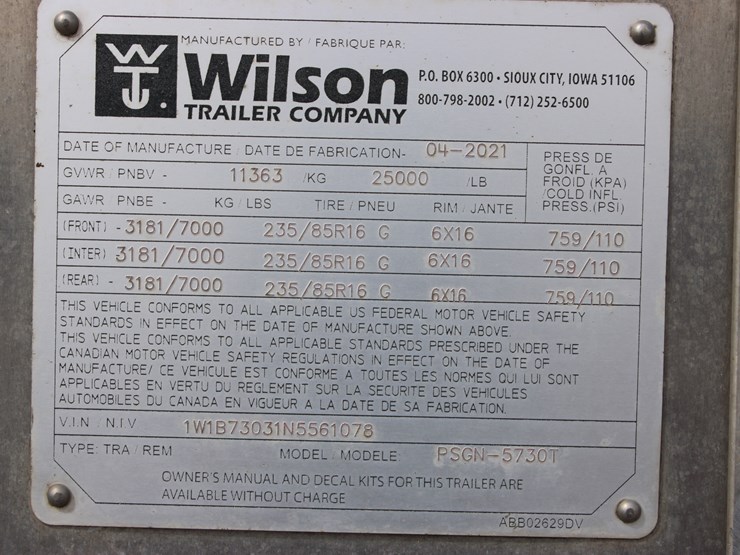 MANUFACTURED BY / FABRIQUE PAR:
WT.
Wilson
TRAILER COMPANY
P.O. BOX 6300 • SIOUX CITY, IOWA 51106
800-798-2002 • (712) 252-6500
DATE OF MANUFACTURE / DATE DE FABRICATION- 04-2021
GVWR / PNBV - 11363 /KG 25000 /LB
PRESS DE
GONFL. A
FROID (KPA)
/COLD INFL.
PRESS.(PSI)
GAWR / PNBE - KG / LBS TIRE / PNEU RIM / JANTE
(FRONT) - 3181/7000 235/85R16 G 6X16 759/110
(INTER) - 3181/7000 235/85R16 G 6X16 759/110
(REAR) - 3181/7000 235/85R16 G 6X16 759/110
THIS VEHICLE CONFORMS TO ALL APPLICABLE US FEDERAL MOTOR VEHICLE SAFETY
STANDARDS IN EFFECT ON THE DATE OF MANUFACTURE SHOWN ABOVE.
THIS VEHICLE CONFORMS TO ALL APPLICABLE STANDARDS PRESCRIBED UNDER THE
CANADIAN MOTOR VEHICLE SAFETY REGULATIONS IN EFFECT ON THE DATE OF
MANUFACTURE/ CE VEHICULE EST CONFORME A TOUTES LES NORMES QUI LUI SONT
APPLICABLES EN VERTU DU REGLEMENT SUR LA SECURITE DES VEHICULES
AUTOMOBILES DU CANADA EN VIGUEUR A LA DATE DE SA FABRICATION.
V.I.N. / N.I.V. 1W1B73031N5561078
TYPE: TRA / REM MODEL / MODELE: PSGN-5730T
OWNER'S MANUAL AND DECAL KITS FOR THIS TRAILER ARE
AVAILABLE WITHOUT CHARGE
ABB02629DV